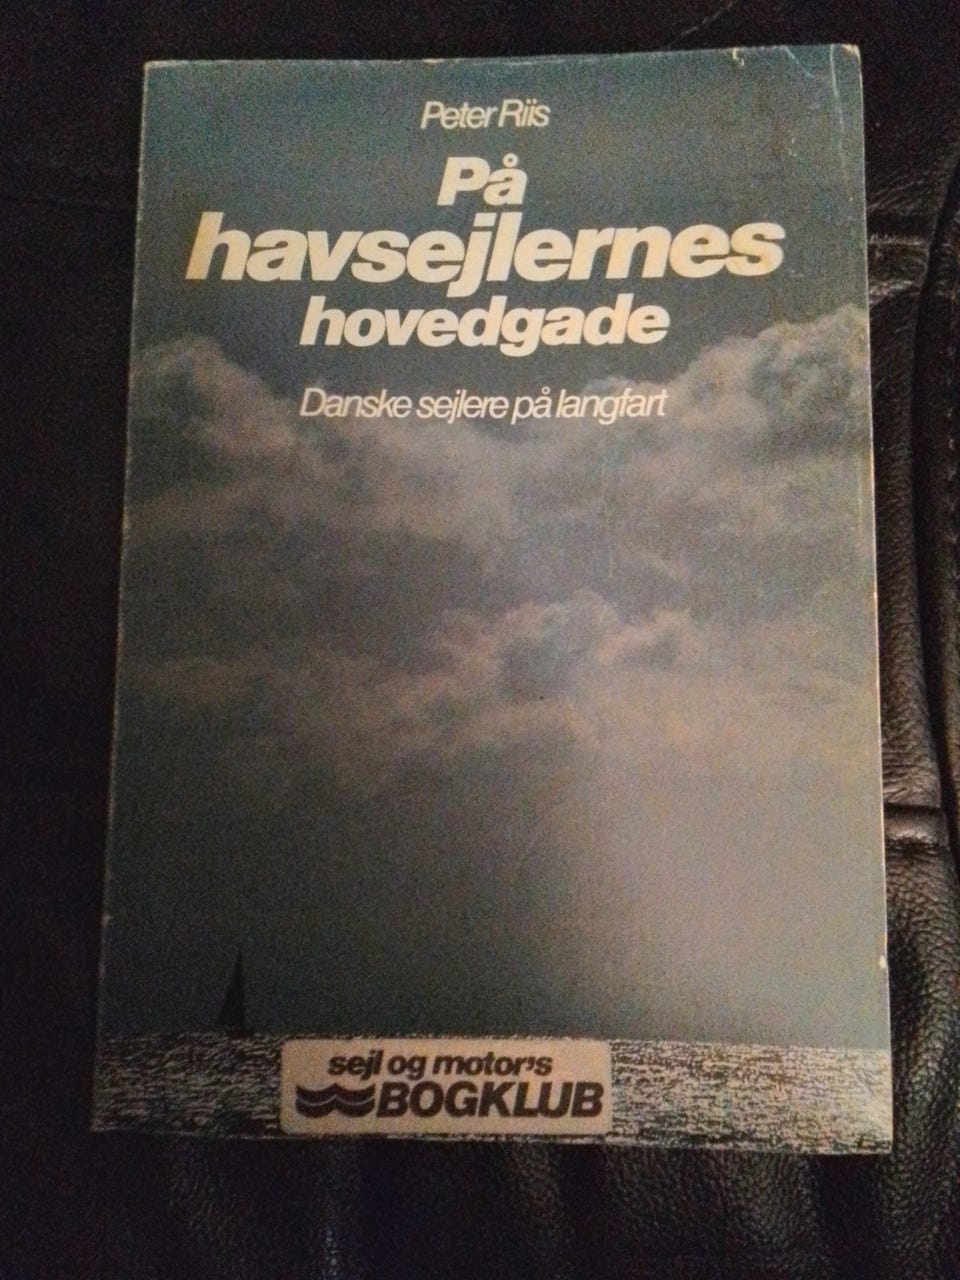 Peter Riis
På
havsejlernes
hovedgade
Danske sejlere på langfart
sejl og motor's
BOGKLUB